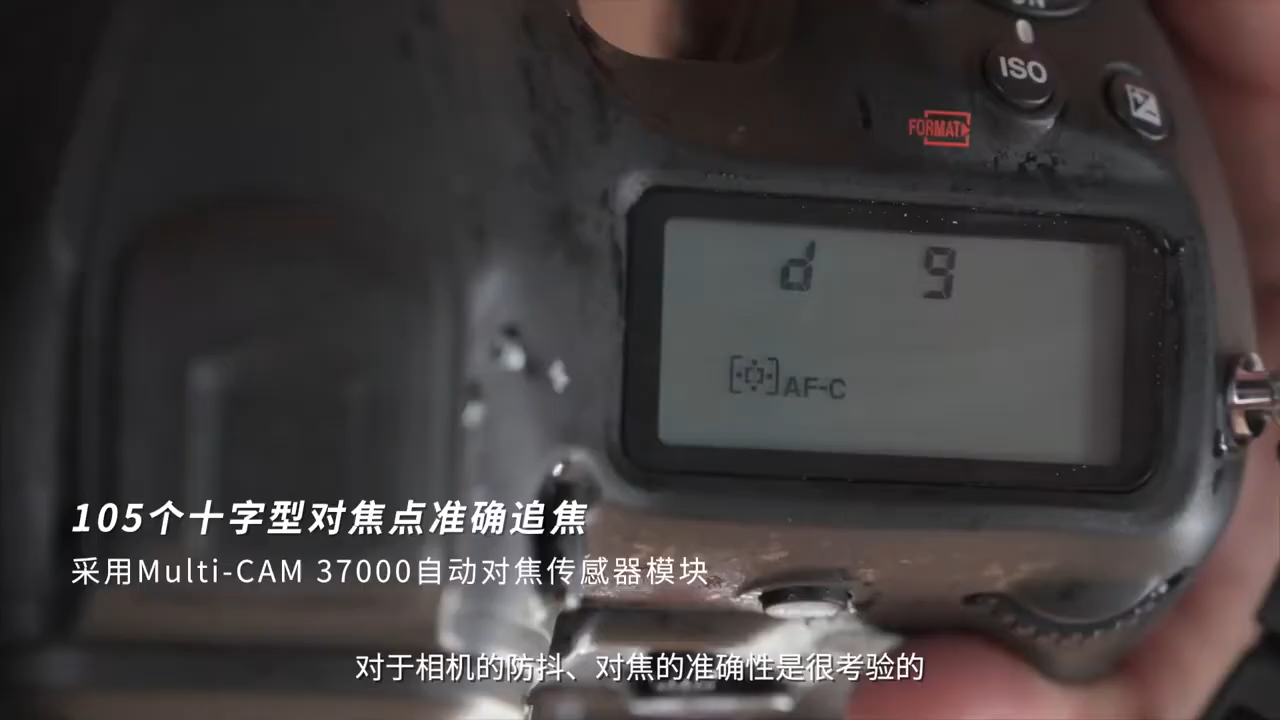 ON
ISO
FORMAT
d 9
AF-C
105个十字型对焦点准确追焦
采用Multi-CAM 37000自动对焦传感器模块
对于相机的防抖、对焦的准确性是很考验的